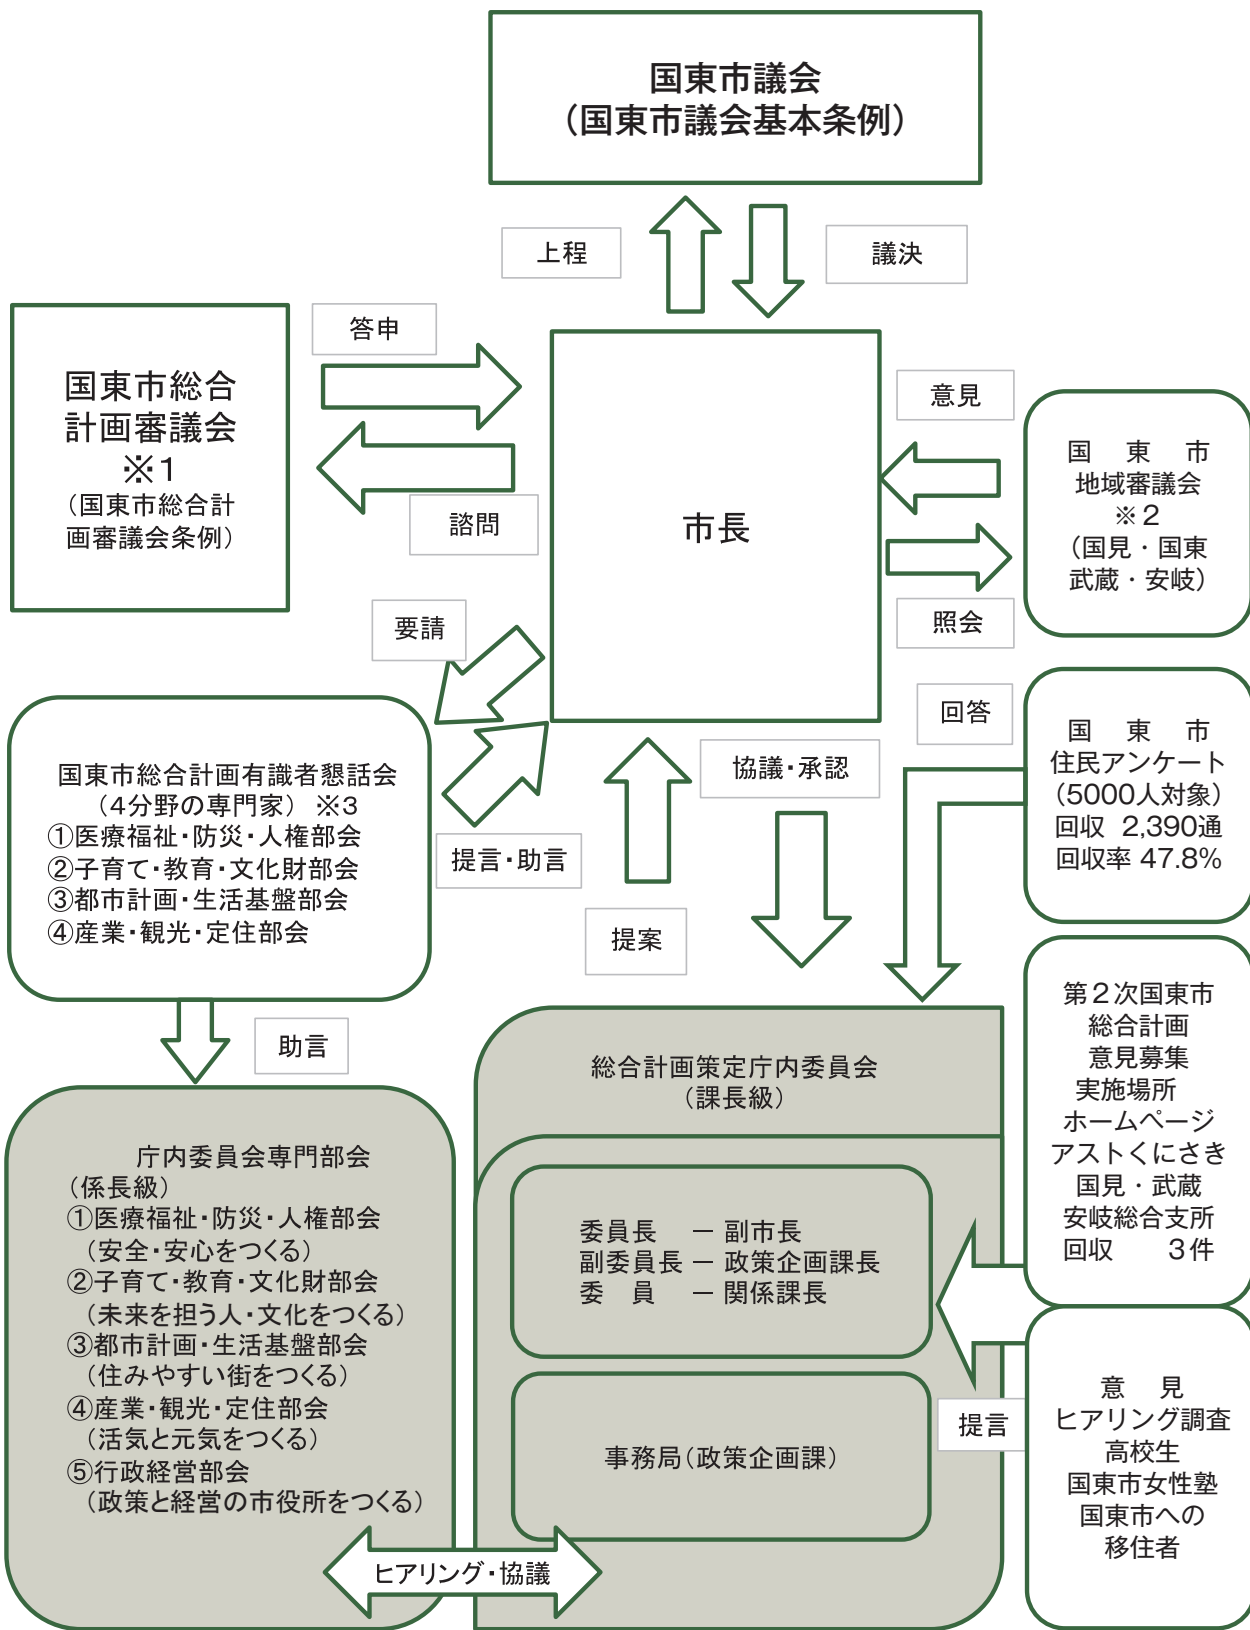 国東市議会
（国東市議会基本条例）
上程
議決
答申
国東市総合
計画審議会
※1
（国東市総合計
画審議会条例）
諮問
市長
意見
国　東　市
地域審議会
※２
（国見・国東
武蔵・安岐）
照会
要請
国東市総合計画有識者懇話会
（4分野の専門家）※3
①医療福祉・防災・人権部会
②子育て・教育・文化財部会
③都市計画・生活基盤部会
④産業・観光・定住部会
提言・助言
提案
協議・承認
回答
国　東　市
住民アンケート
（5000人対象）
回収 2,390通
回収率 47.8%
助言
第２次国東市
総合計画
意見募集
実施場所
ホームページ
アストくにさき
国見・武蔵
安岐総合支所
回収　３件
庁内委員会専門部会
（係長級）
①医療福祉・防災・人権部会
（安全・安心をつくる）
②子育て・教育・文化財部会
（未来を担う人・文化をつくる）
③都市計画・生活基盤部会
（住みやすい街をつくる）
④産業・観光・定住部会
（活気と元気をつくる）
⑤行政経営部会
（政策と経営の市役所をつくる）
総合計画策定庁内委員会
（課長級）
委員長　― 副市長
副委員長 ― 政策企画課長
委　員　― 関係課長
事務局（政策企画課）
提言
意　見
ヒアリング調査
高校生
国東市女性塾
国東市への
移住者
ヒアリング・協議